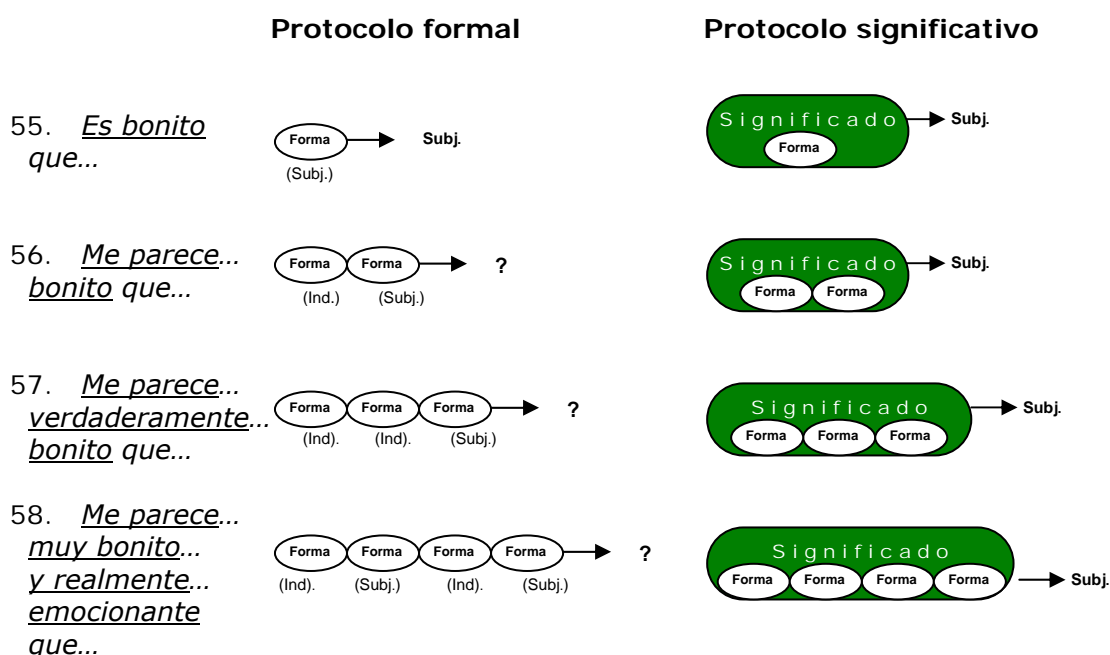 Protocolo formal
Protocolo significativo
55. Es bonito
que...
Forma
Subj.
(Subj.)
Significado
Forma
Subj.
56. Me parece...
bonito que...
Forma Forma
?
(Ind.) (Subj.)
Significado
Forma Forma
Subj.
57. Me parece...
verdaderamente...
bonito que...
Forma Forma Forma
?
(Ind). (Ind). (Subj.)
Significado
Forma Forma Forma
Subj.
58. Me parece...
muy bonito...
y realmente...
emocionante
que...
Forma Forma Forma Forma
?
(Ind). (Subj.) (Ind). (Subj.)
Significado
Forma Forma Forma Forma
Subj.